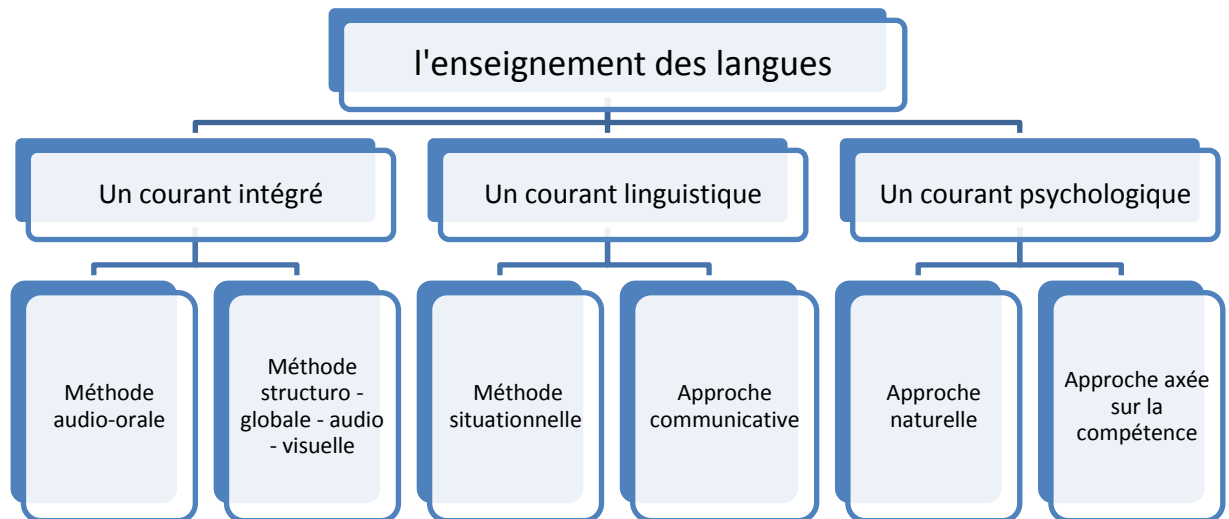 l'enseignement des langues
Un courant intégré
Un courant linguistique
Un courant psychologique
Méthode
audio-orale
Méthode
structuro -
globale - audio
- visuelle
Méthode
situationnelle
Approche
communicative
Approche
naturelle
Approche axée
sur la
compétence